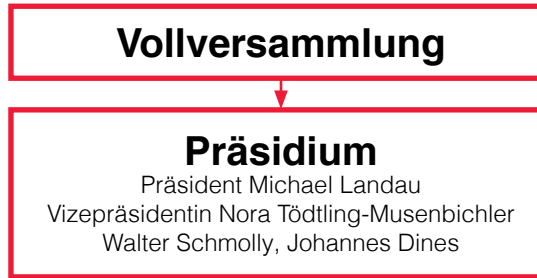 Vollversammlung
Präsidium
Präsident Michael Landau
Vizepräsidentin Nora Tödtling-Musenbichler
Walter Schmolly, Johannes Dines